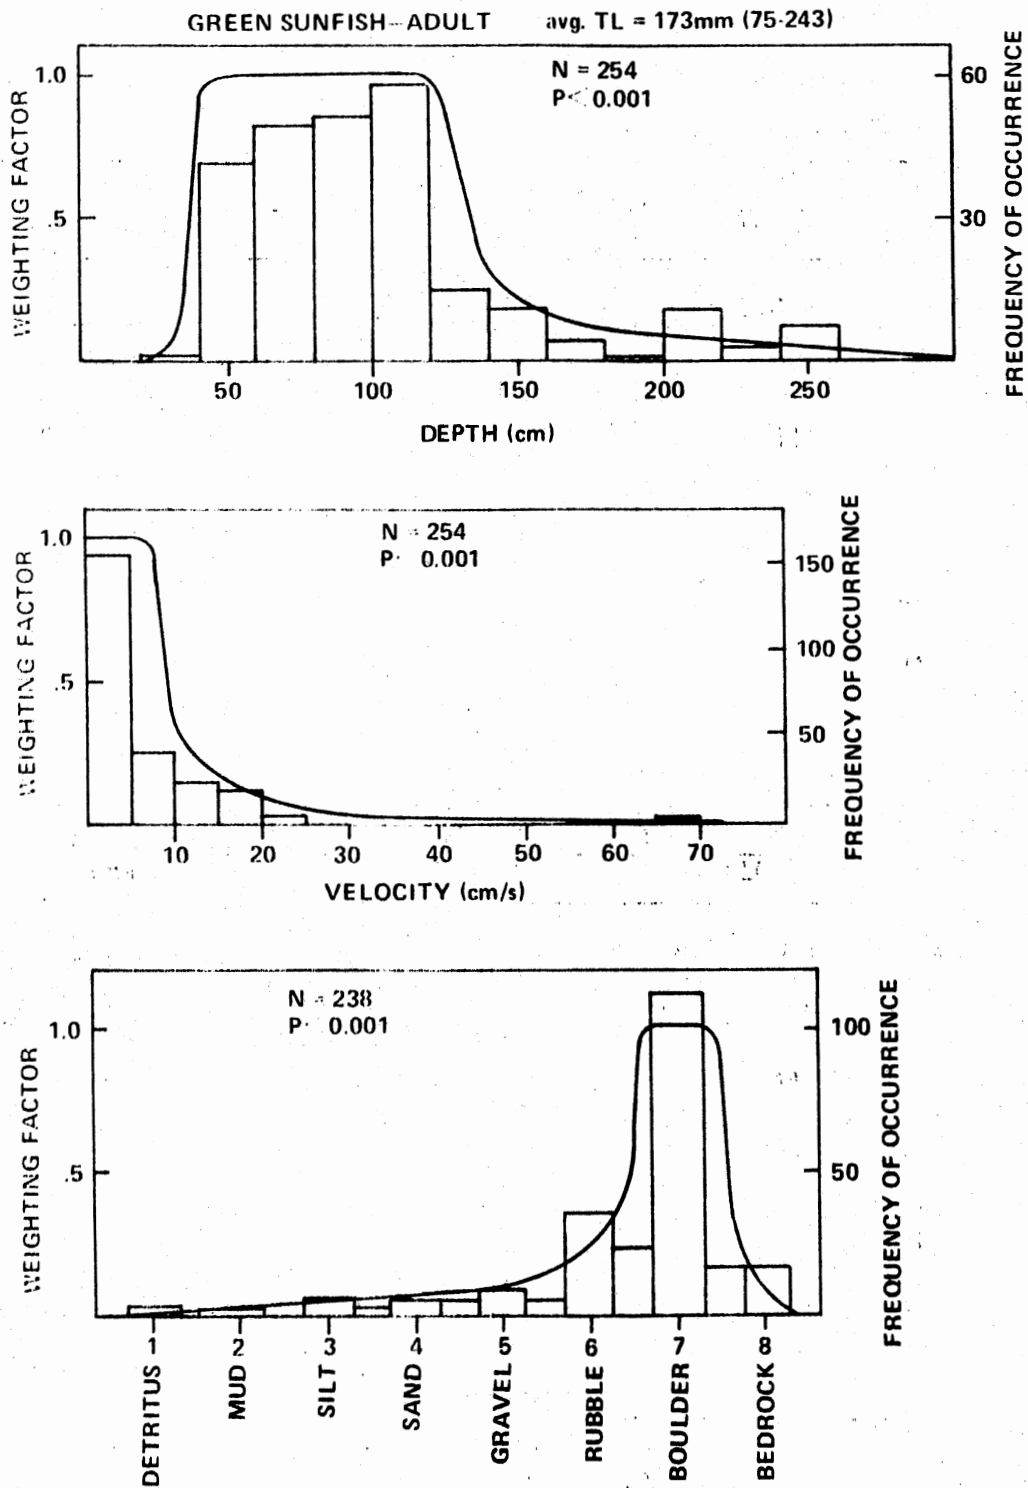 GREEN SUNFISH–ADULT avg. TL = 173mm (75-243)
N = 254
P< 0.001
1.0
.5
60
30
WEIGHTING FACTOR
FREQUENCY OF OCCURRENCE
50 100 150 200 250
DEPTH (cm)
N = 254
P· 0.001
1.0
.5
150
100
50
WEIGHTING FACTOR
FREQUENCY OF OCCURRENCE
10 20 30 40 50 60 70
VELOCITY (cm/s)
N = 238
P· 0.001
1.0
.5
100
50
WEIGHTING FACTOR
FREQUENCY OF OCCURRENCE
1 2 3 4 5 6 7 8
DETRITUS
MUD
SILT
SAND
GRAVEL
RUBBLE
BOULDER
BEDROCK